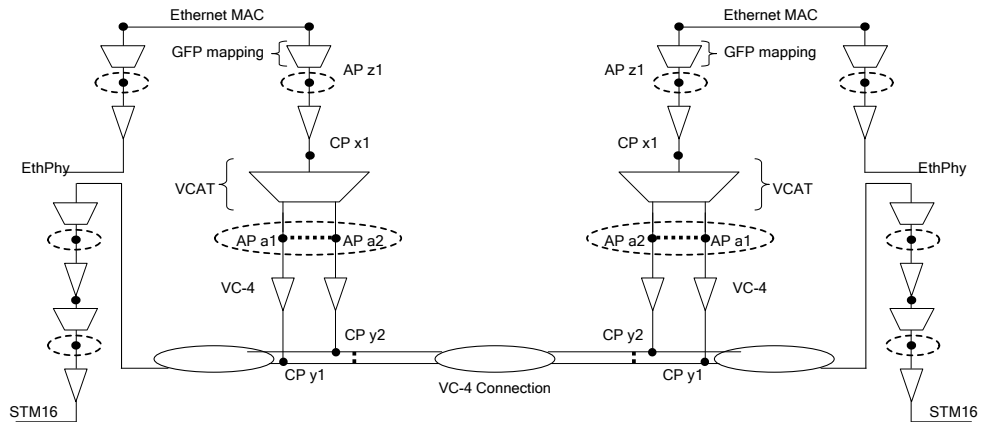 Ethernet MAC
Ethernet MAC
GFP mapping
GFP mapping
AP z1
AP z1
CP x1
CP x1
EthPhy
EthPhy
VCAT
VCAT
AP a1
AP a2
AP a2
AP a1
VC-4
VC-4
CP y2
CP y2
CP y1
CP y1
VC-4 Connection
STM16
STM16